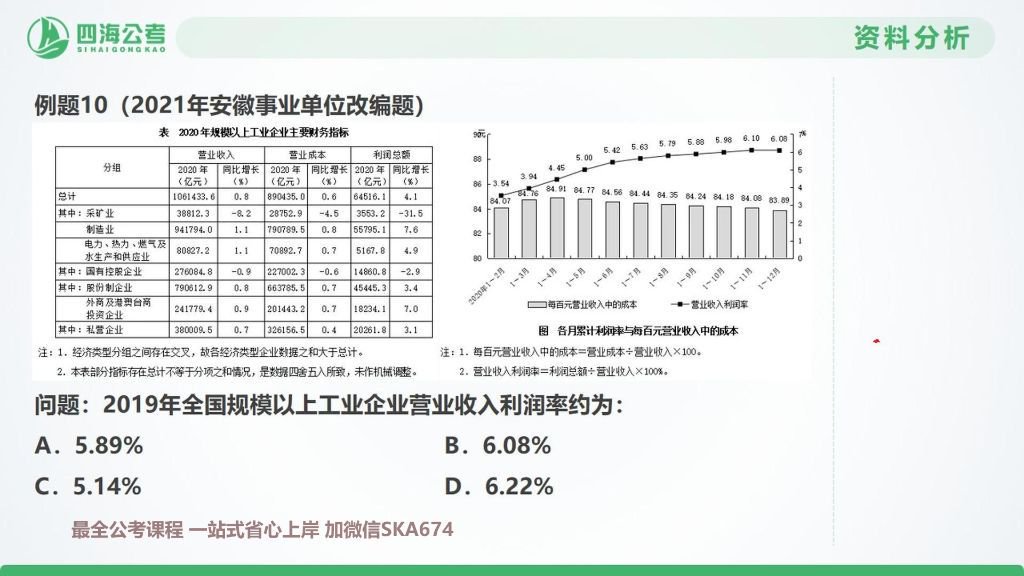 四海公考
SIHAIGONGKAO
资料分析
例题10（2021年安徽事业单位改编题）
表 2020年规模以上工业企业主要财务指标
分组 营业收入 营业成本 利润总额
2020年（亿元） 同比增长（%） 2020年（亿元） 同比增长（%） 2020年（亿元） 同比增长（%）
总计 1061433.6 0.8 890435.0 0.6 64516.1 4.1
其中：采矿业 38812.3 -8.2 28752.9 -4.5 3553.2 -31.5
制造业 941794.0 1.1 790789.5 0.8 55795.1 7.6
电力、热力、燃气及水生产和供应业 80827.2 1.1 70892.7 0.7 5167.8 4.9
其中：国有控股企业 276084.8 -0.9 227002.3 -0.6 14860.8 -2.9
其中：股份制企业 790612.9 0.8 663785.5 0.7 45445.3 3.4
外商及港澳台商投资企业 241779.4 0.9 201443.7 0.7 18234.1 7.0
其中：私营企业 380009.5 0.7 326156.5 0.4 20261.8 3.1
注：1. 经济类型分组之间存在交叉，故各经济类型企业数据之和大于总计。
2. 本表部分指标存在总计不等于分项之和情况，是数据四舍五入所致，未作机械调整。
元 %
90 88 86 84 82 80
7 6 5 4 3 2 1 0
3.54 3.94 4.45 5.00 5.42 5.63 5.79 5.88 5.98 6.10 6.08
84.07 84.76 84.91 84.77 84.56 84.44 84.35 84.24 84.18 84.08 83.89
2020年1~2月 1~3月 1~4月 1~5月 1~6月 1~7月 1~8月 1~9月 1~10月 1~11月 1~12月
每百元营业收入中的成本 营业收入利润率
图 各月累计利润率与每百元营业收入中的成本
注：1. 每百元营业收入中的成本=营业成本÷营业收入×100。
2. 营业收入利润率=利润总额÷营业收入×100%。
问题：2019年全国规模以上工业企业营业收入利润率约为：
A. 5.89% B. 6.08%
C. 5.14% D. 6.22%
最全公考课程 一站式省心上岸 加微信SKA674